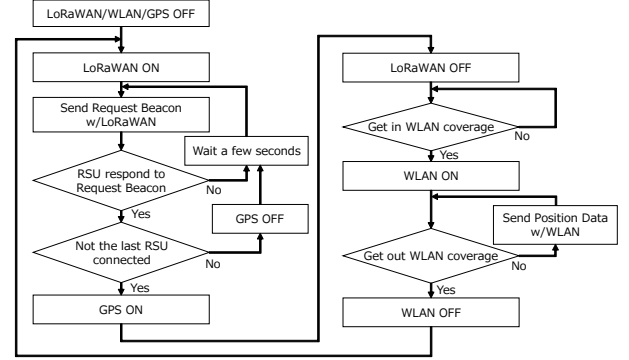 LoRaWAN/WLAN/GPS OFF
LoRaWAN ON
Send Request Beacon
w/LoRaWAN
Wait a few seconds
RSU respond to
Request Beacon
No
Yes
GPS OFF
Not the last RSU
connected
No
Yes
GPS ON
LoRaWAN OFF
Get in WLAN coverage
No
Yes
WLAN ON
Send Position Data
w/WLAN
Get out WLAN coverage
No
Yes
WLAN OFF